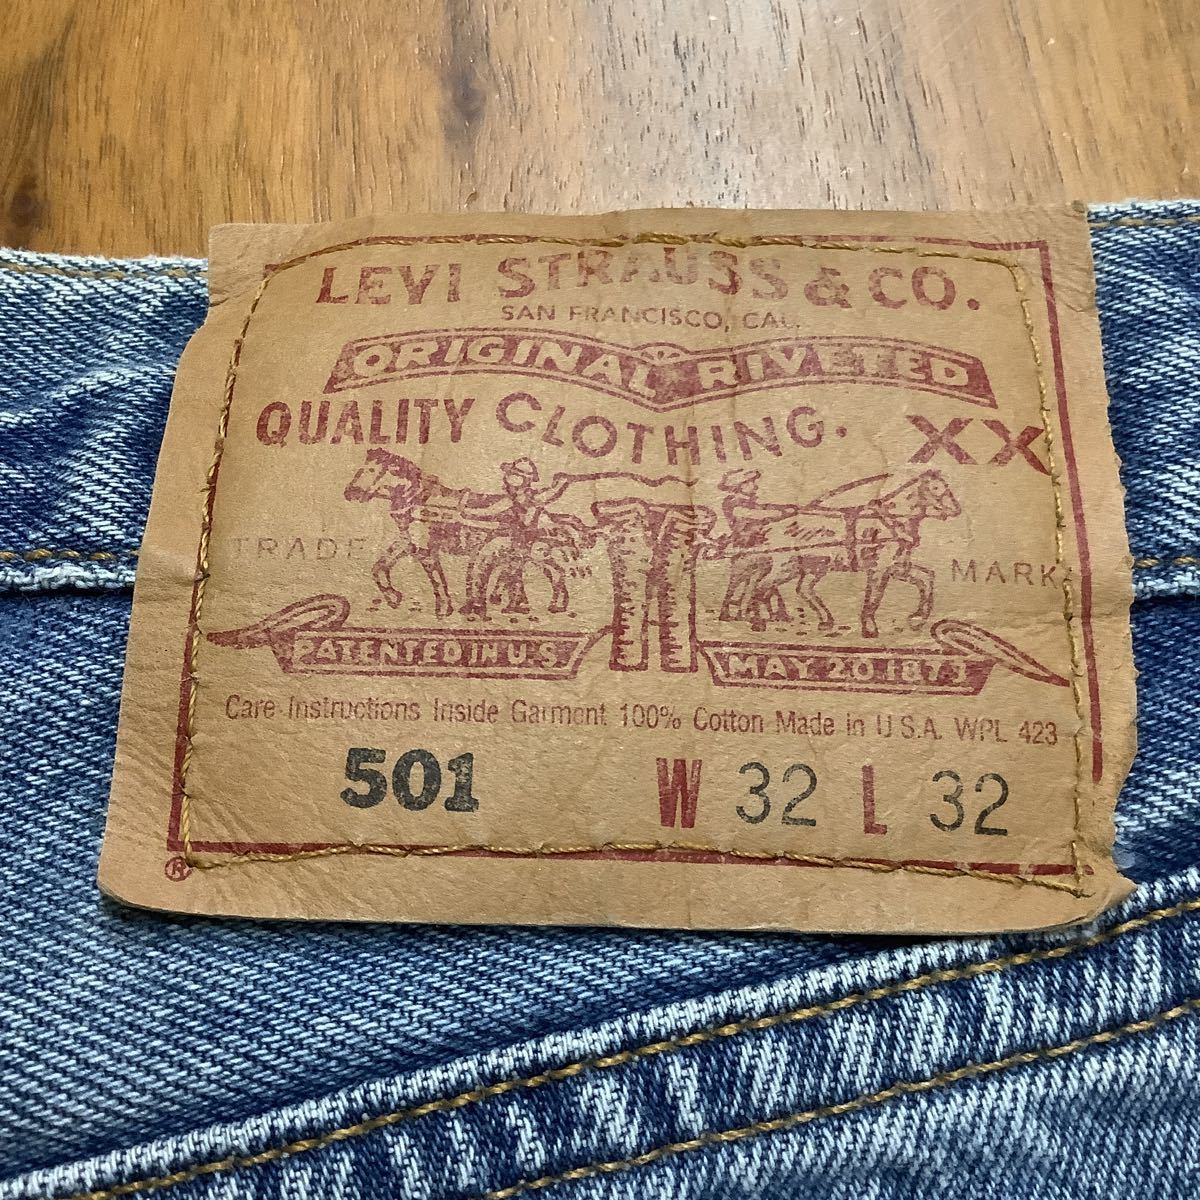 LEVI STRAUSS & CO.
SAN FRANCISCO, CAL.
ORIGINAL RIVETED
QUALITY CLOTHING. XX
TRADE MARK
PATENTED IN U.S. MAY 20 1873
Care Instructions Inside Garment 100% Cotton Made in U.S.A. WPL 423
501 W 32 L 32
®